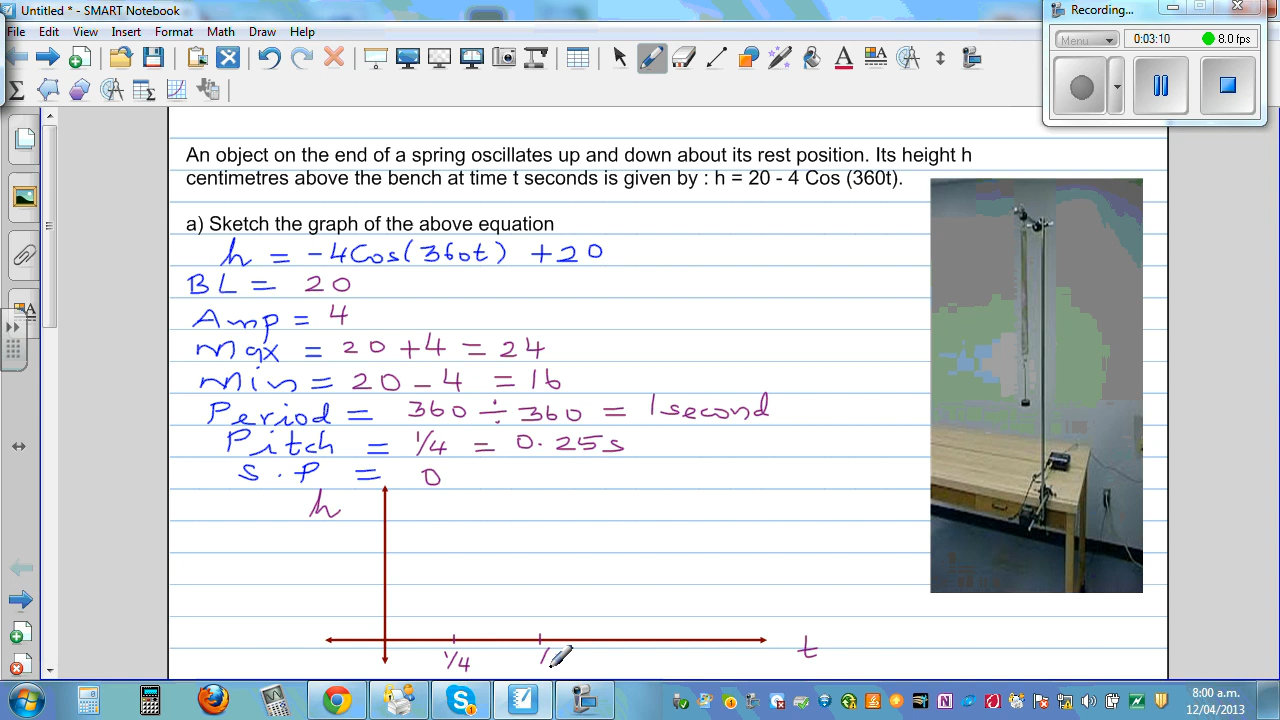 Untitled * - SMART Notebook
Recording...
File Edit View Insert Format Math Draw Help
Menu 0:03:10 8.0 fps
An object on the end of a spring oscillates up and down about its rest position. Its height h
centimetres above the bench at time t seconds is given by : h = 20 - 4 Cos (360t).
a) Sketch the graph of the above equation
h = -4Cos(360t) +20
BL = 20
Amp = 4
Max = 20 +4 = 24
Min = 20 - 4 = 16
Period = 360 ÷ 360 = 1second
Pitch = 1/4 = 0.25s
S.P = 0
h
t
1/4
8:00 a.m.
12/04/2013